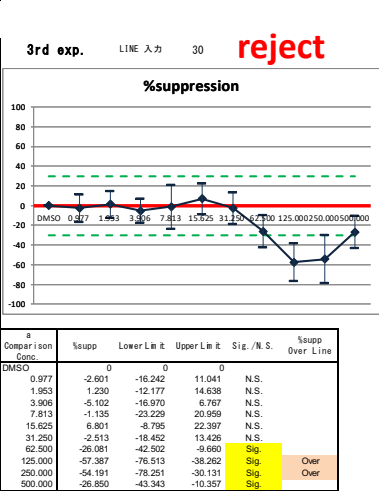 3rd exp. LINE 入力 30 reject
%suppression
100
80
60
40
20
0
-20
-40
-60
-80
-100
DMSO 0.977 1.953 3.906 7.813 15.625 31.250 62.500 125.000 250.000 500.000
a
Comparison Conc. %supp LowerLimit UpperLimit Sig./N.S. %supp Over Line
DMSO 0 0 0
0.977 -2.601 -16.242 11.041 N.S.
1.953 1.230 -12.177 14.638 N.S.
3.906 -5.102 -16.970 6.767 N.S.
7.813 -1.135 -23.229 20.959 N.S.
15.625 6.801 -8.795 22.397 N.S.
31.250 -2.513 -18.452 13.426 N.S.
62.500 -26.081 -42.502 -9.660 Sig.
125.000 -57.387 -76.513 -38.262 Sig. Over
250.000 -54.191 -78.251 -30.131 Sig. Over
500.000 -26.850 -43.343 -10.357 Sig.